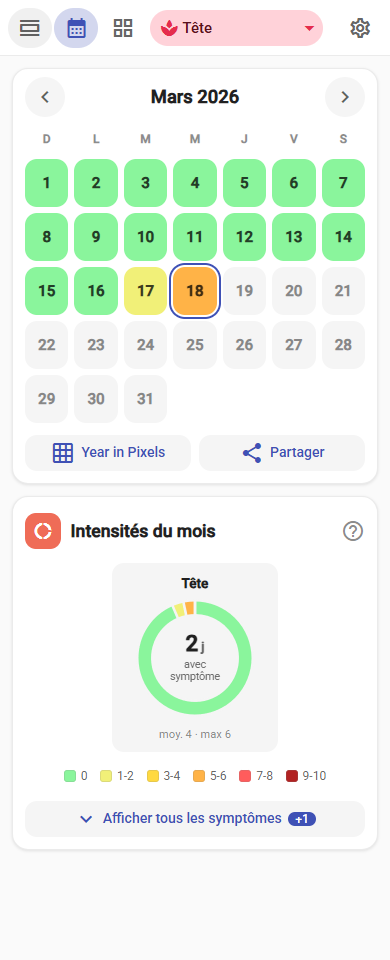 Tête
Mars 2026
D L M M J V S
1 2 3 4 5 6 7
8 9 10 11 12 13 14
15 16 17 18 19 20 21
22 23 24 25 26 27 28
29 30 31
Year in Pixels Partager
Intensités du mois
Tête
2 j
avec
symptôme
moy. 4 · max 6
0 1-2 3-4 5-6 7-8 9-10
Afficher tous les symptômes +1